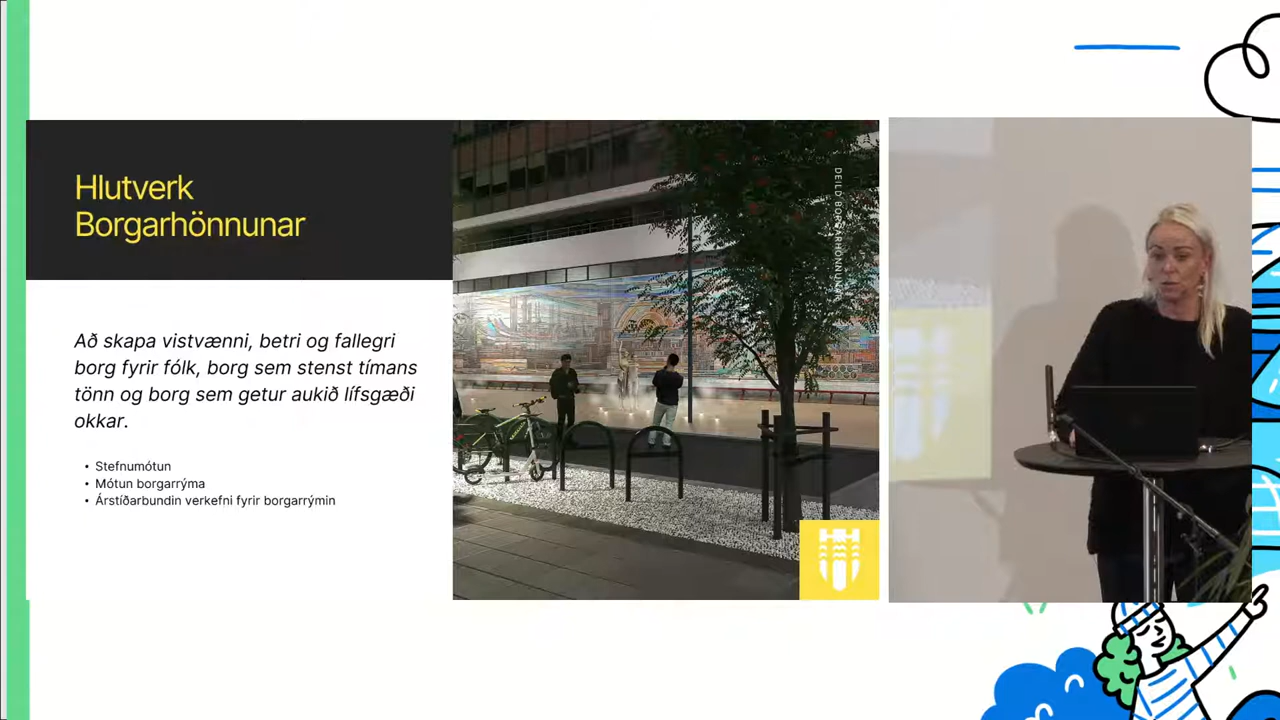 Hlutverk
Borgarhönnunar
Að skapa vistvænni, betri og fallegri
borg fyrir fólk, borg sem stenst tímans
tönn og borg sem getur aukið lífsgæði
okkar.
• Stefnumótun
• Mótun borgarrýma
• Árstíðarbundin verkefni fyrir borgarrýmin
DEILD BORGARHÖNNUNAR